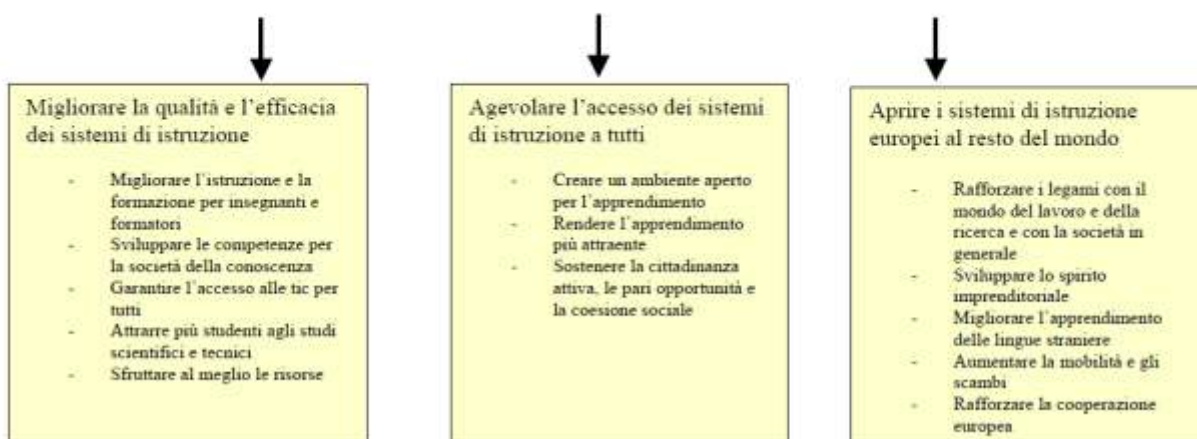 Migliorare la qualità e l'efficacia
dei sistemi di istruzione
- Migliorare l'istruzione e la
formazione per insegnanti e
formatori
- Sviluppare le competenze per
la società della conoscenza
- Garantire l'accesso alle tic per
tutti
- Attrarre più studenti agli studi
scientifici e tecnici
- Sfruttare al meglio le risorse
Agevolare l'accesso dei sistemi
di istruzione a tutti
- Creare un ambiente aperto
per l'apprendimento
- Rendere l'apprendimento
più attraente
- Sostenere la cittadinanza
attiva, le pari opportunità e
la coesione sociale
Aprire i sistemi di istruzione
europei al resto del mondo
- Rafforzare i legami con il
mondo del lavoro e della
ricerca e con la società in
generale
- Sviluppare lo spirito
imprenditoriale
- Migliorare l'apprendimento
delle lingue straniere
- Aumentare la mobilità e gli
scambi
- Rafforzare la cooperazione
europea